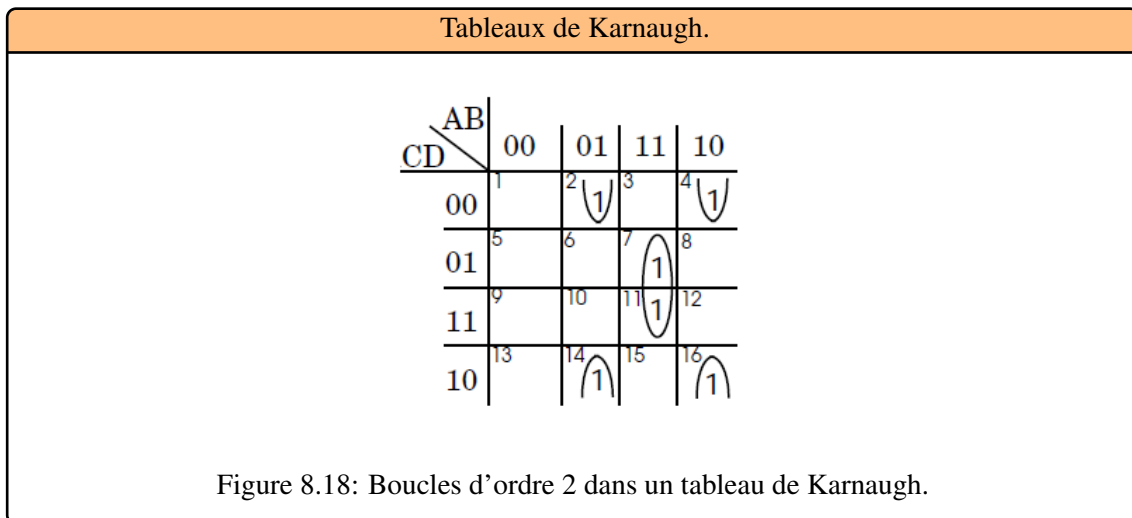 Tableaux de Karnaugh.
AB
CD
00 01 11 10
00 1 2 1 3 4 1
01 5 6 7 1 8
11 9 10 11 1 12
10 13 14 1 15 16 1
Figure 8.18: Boucles d'ordre 2 dans un tableau de Karnaugh.